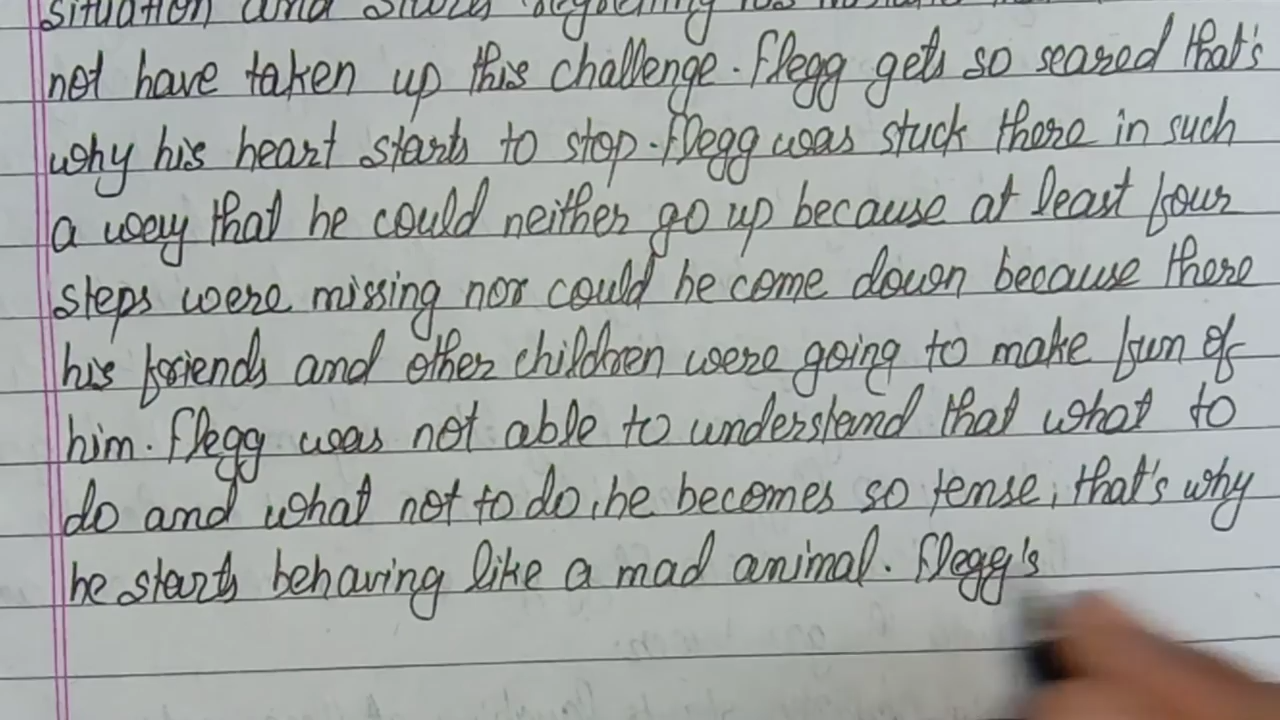 situation and
not have taken up this challenge. Flegg gets so scared that's
why his heart starts to stop. Flegg was stuck there in such
a way that he could neither go up because at least four
steps were missing nor could he come down because there
his friends and other children were going to make fun of
him. Flegg was not able to understand that what to
do and what not to do, he becomes so tense, that's why
he starts behaving like a mad animal. Flegg's